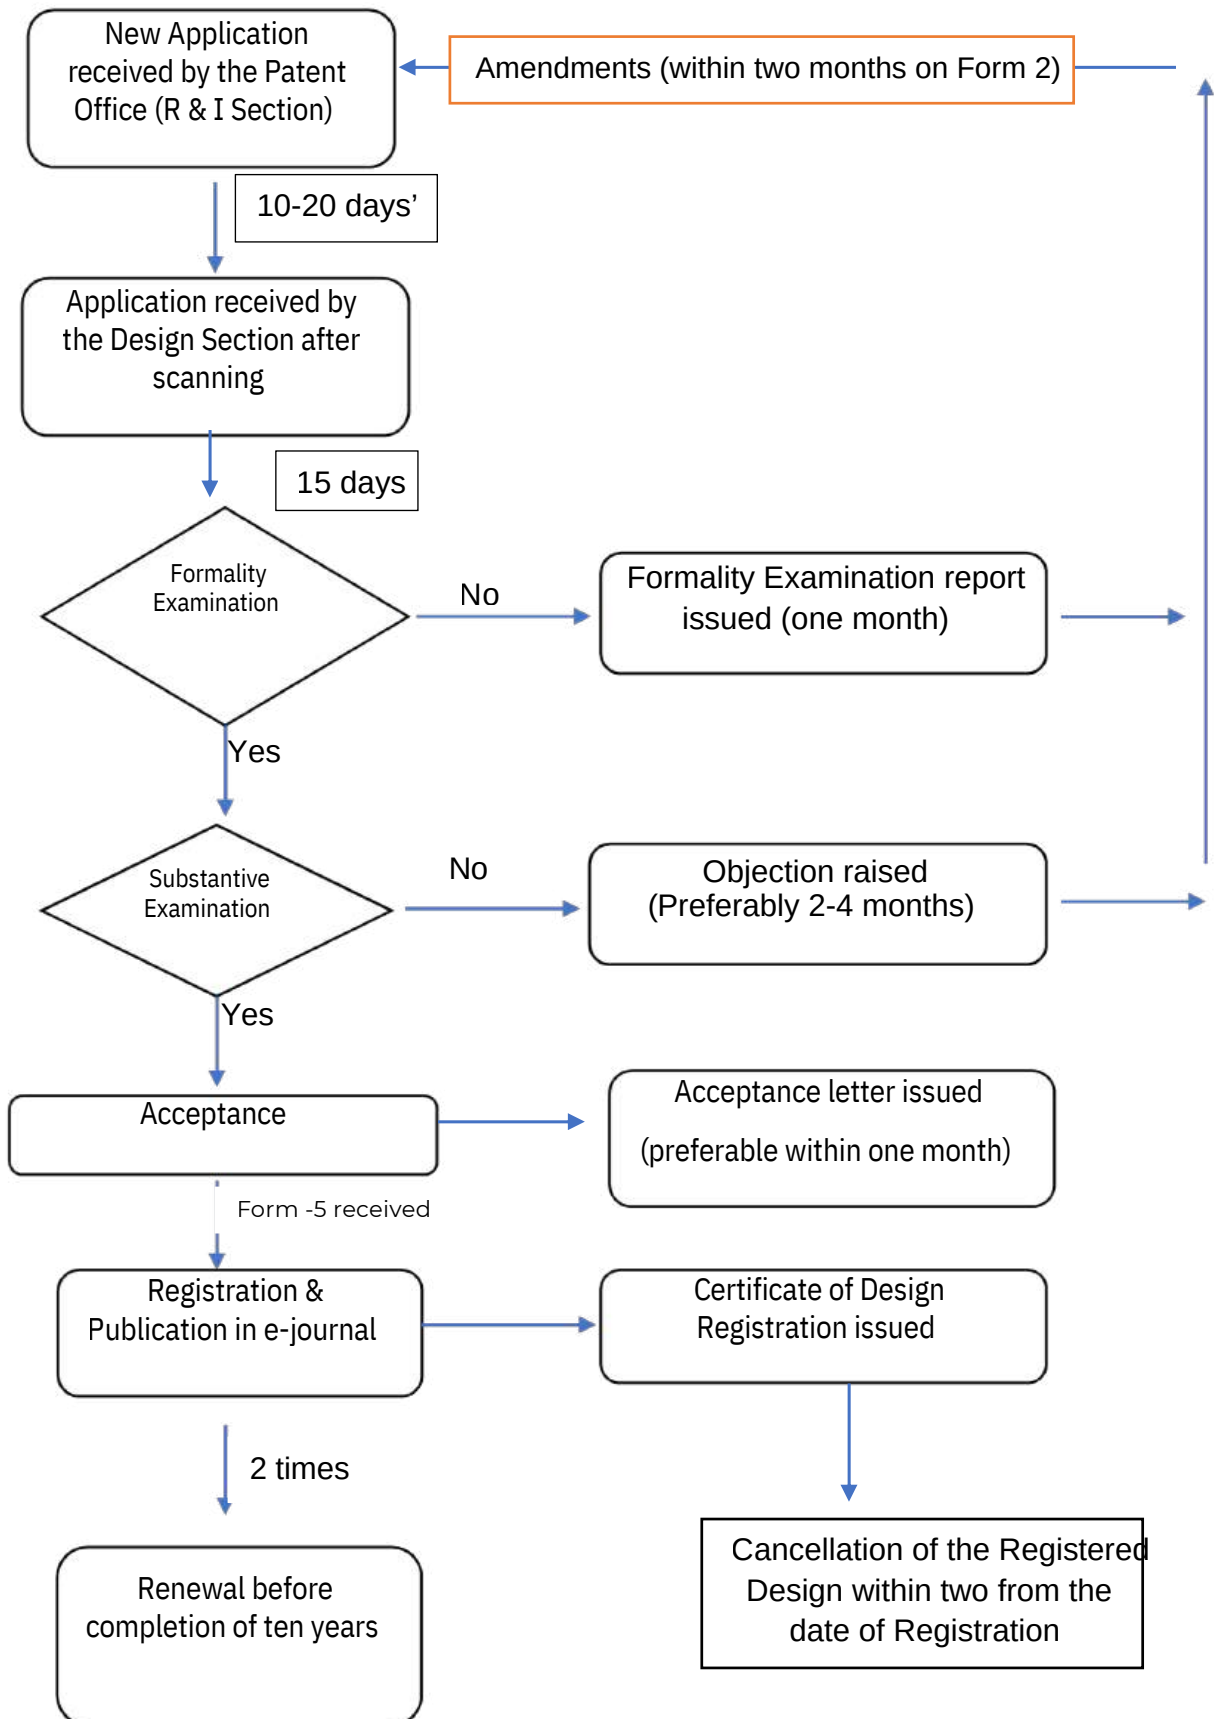 New Application
received by the Patent
Office (R & I Section)
Amendments (within two months on Form 2)
10-20 days’
Application received by
the Design Section after
scanning
15 days
Formality
Examination
No
Formality Examination report
issued (one month)
Yes
Substantive
Examination
No
Objection raised
(Preferably 2-4 months)
Yes
Acceptance
Acceptance letter issued
(preferable within one month)
Form -5 received
Registration &
Publication in e-journal
Certificate of Design
Registration issued
2 times
Cancellation of the Registered
Design within two from the
date of Registration
Renewal before
completion of ten years